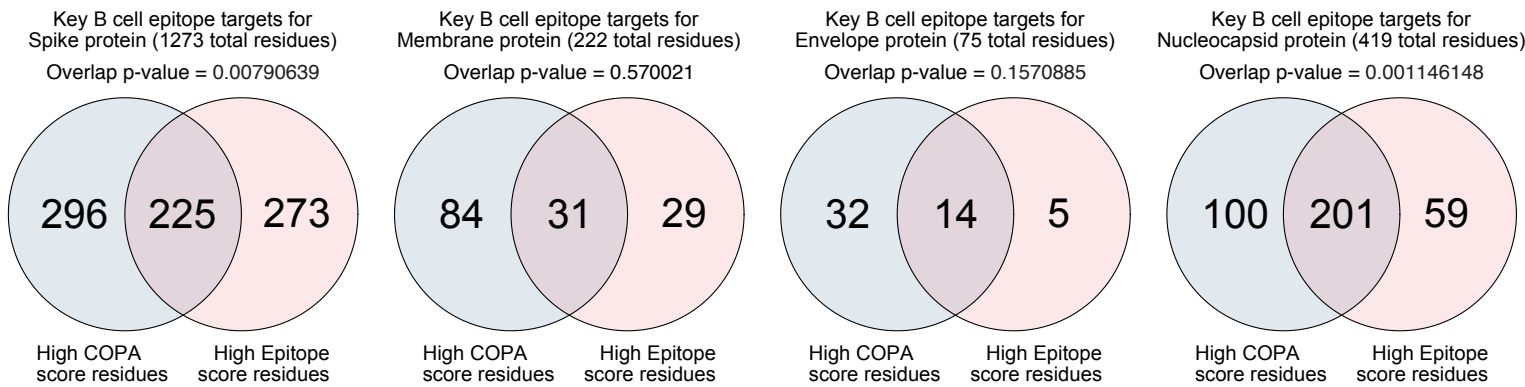 Key B cell epitope targets for
Spike protein (1273 total residues)
Overlap p-value = 0.00790639
296
225
273
High COPA
score residues
High Epitope
score residues
Key B cell epitope targets for
Membrane protein (222 total residues)
Overlap p-value = 0.570021
84
31
29
High COPA
score residues
High Epitope
score residues
Key B cell epitope targets for
Envelope protein (75 total residues)
Overlap p-value = 0.1570885
32
14
5
High COPA
score residues
High Epitope
score residues
Key B cell epitope targets for
Nucleocapsid protein (419 total residues)
Overlap p-value = 0.001146148
100
201
59
High COPA
score residues
High Epitope
score residues